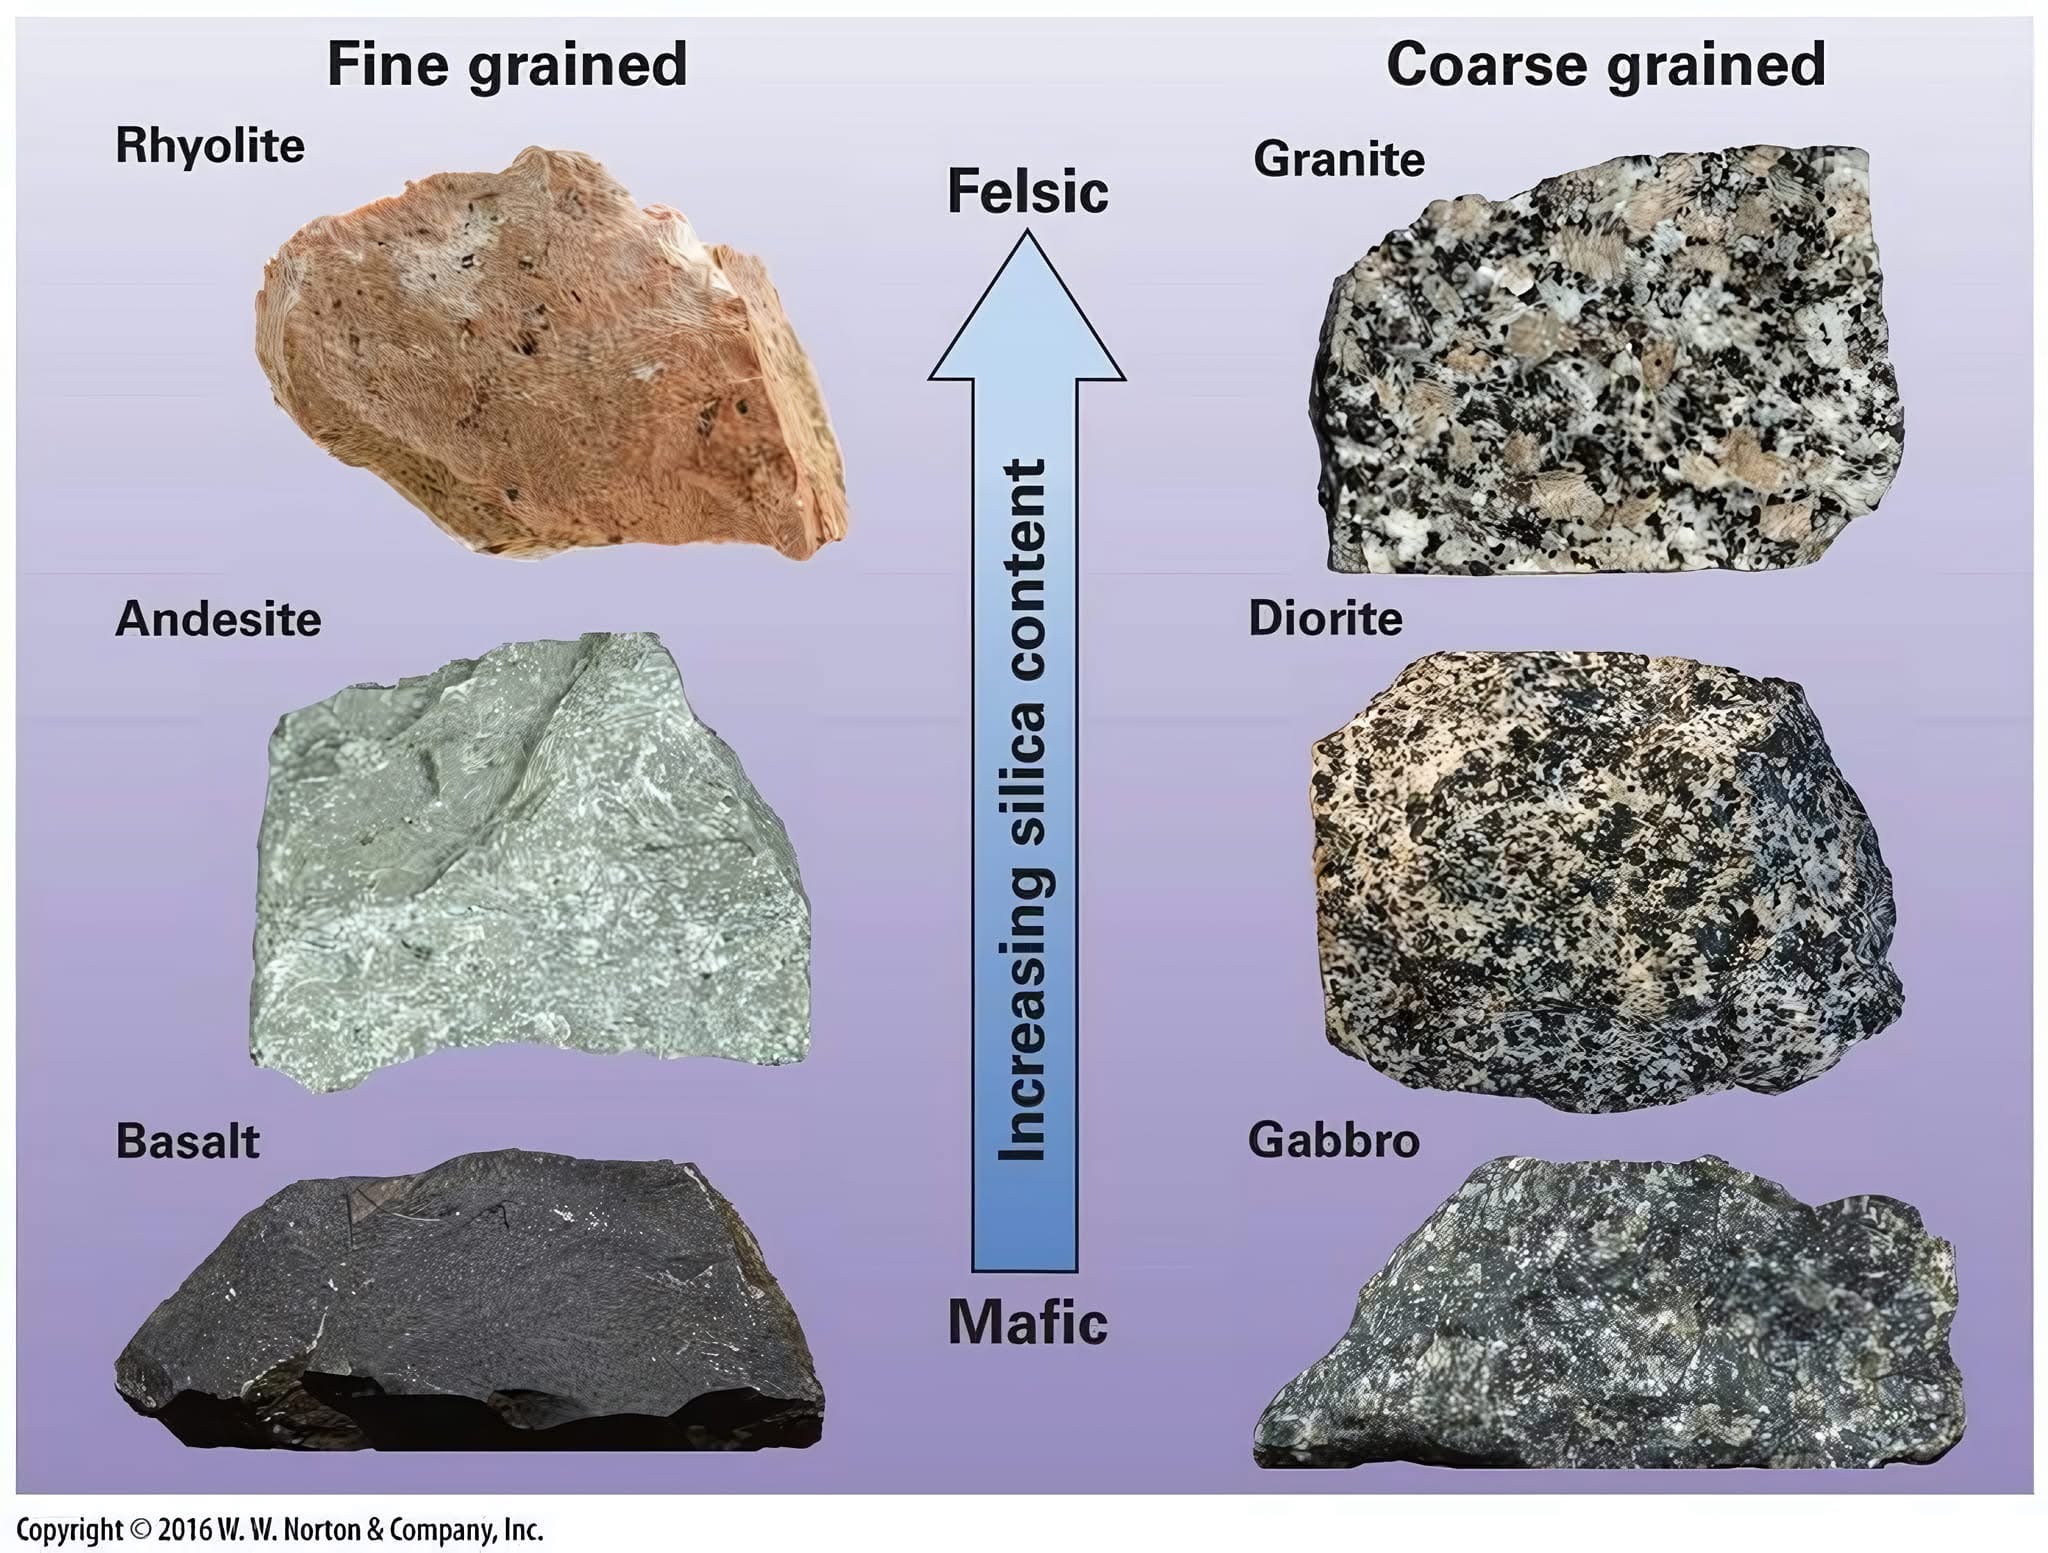 Fine grained
Coarse grained
Rhyolite
Granite
Felsic
Andesite
Diorite
Increasing silica content
Basalt
Gabbro
Mafic
Copyright © 2016 W. W. Norton & Company, Inc.